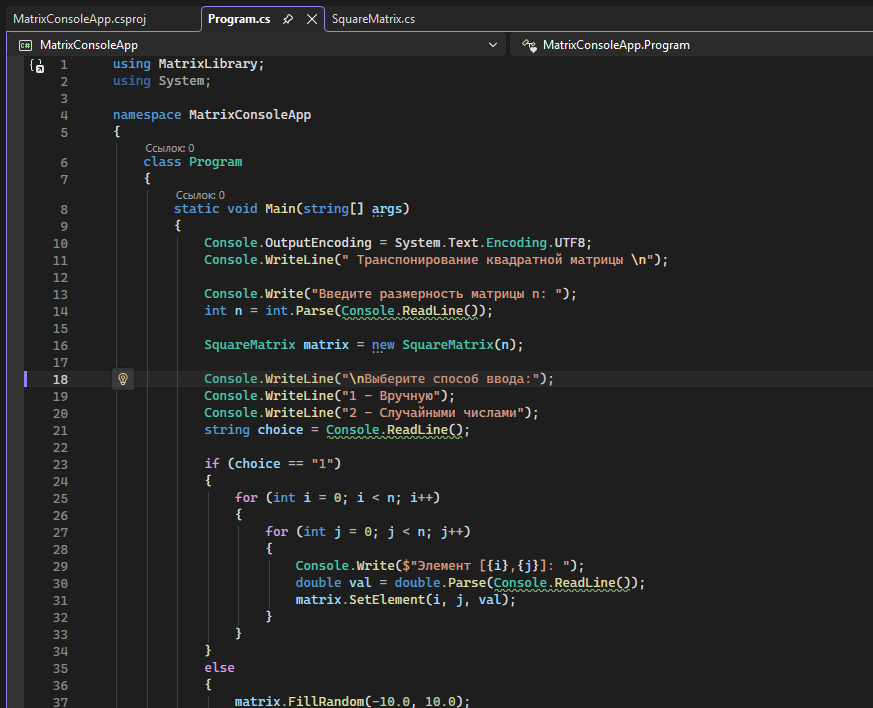 MatrixConsoleApp.csproj Program.cs SquareMatrix.cs
MatrixConsoleApp MatrixConsoleApp.Program
1 using MatrixLibrary;
2 using System;
3
4 namespace MatrixConsoleApp
5 {
Ссылок: 0
6 class Program
7 {
Ссылок: 0
8 static void Main(string[] args)
9 {
10 Console.OutputEncoding = System.Text.Encoding.UTF8;
11 Console.WriteLine(" Транспонирование квадратной матрицы \n");
12
13 Console.Write("Введите размерность матрицы n: ");
14 int n = int.Parse(Console.ReadLine());
15
16 SquareMatrix matrix = new SquareMatrix(n);
17
18 Console.WriteLine("\nВыберите способ ввода:");
19 Console.WriteLine("1 - Вручную");
20 Console.WriteLine("2 - Случайными числами");
21 string choice = Console.ReadLine();
22
23 if (choice == "1")
24 {
25 for (int i = 0; i < n; i++)
26 {
27 for (int j = 0; j < n; j++)
28 {
29 Console.Write($"Элемент [{i},{j}]: ");
30 double val = double.Parse(Console.ReadLine());
31 matrix.SetElement(i, j, val);
32 }
33 }
34 }
35 else
36 {
37 matrix.FillRandom(-10.0, 10.0);